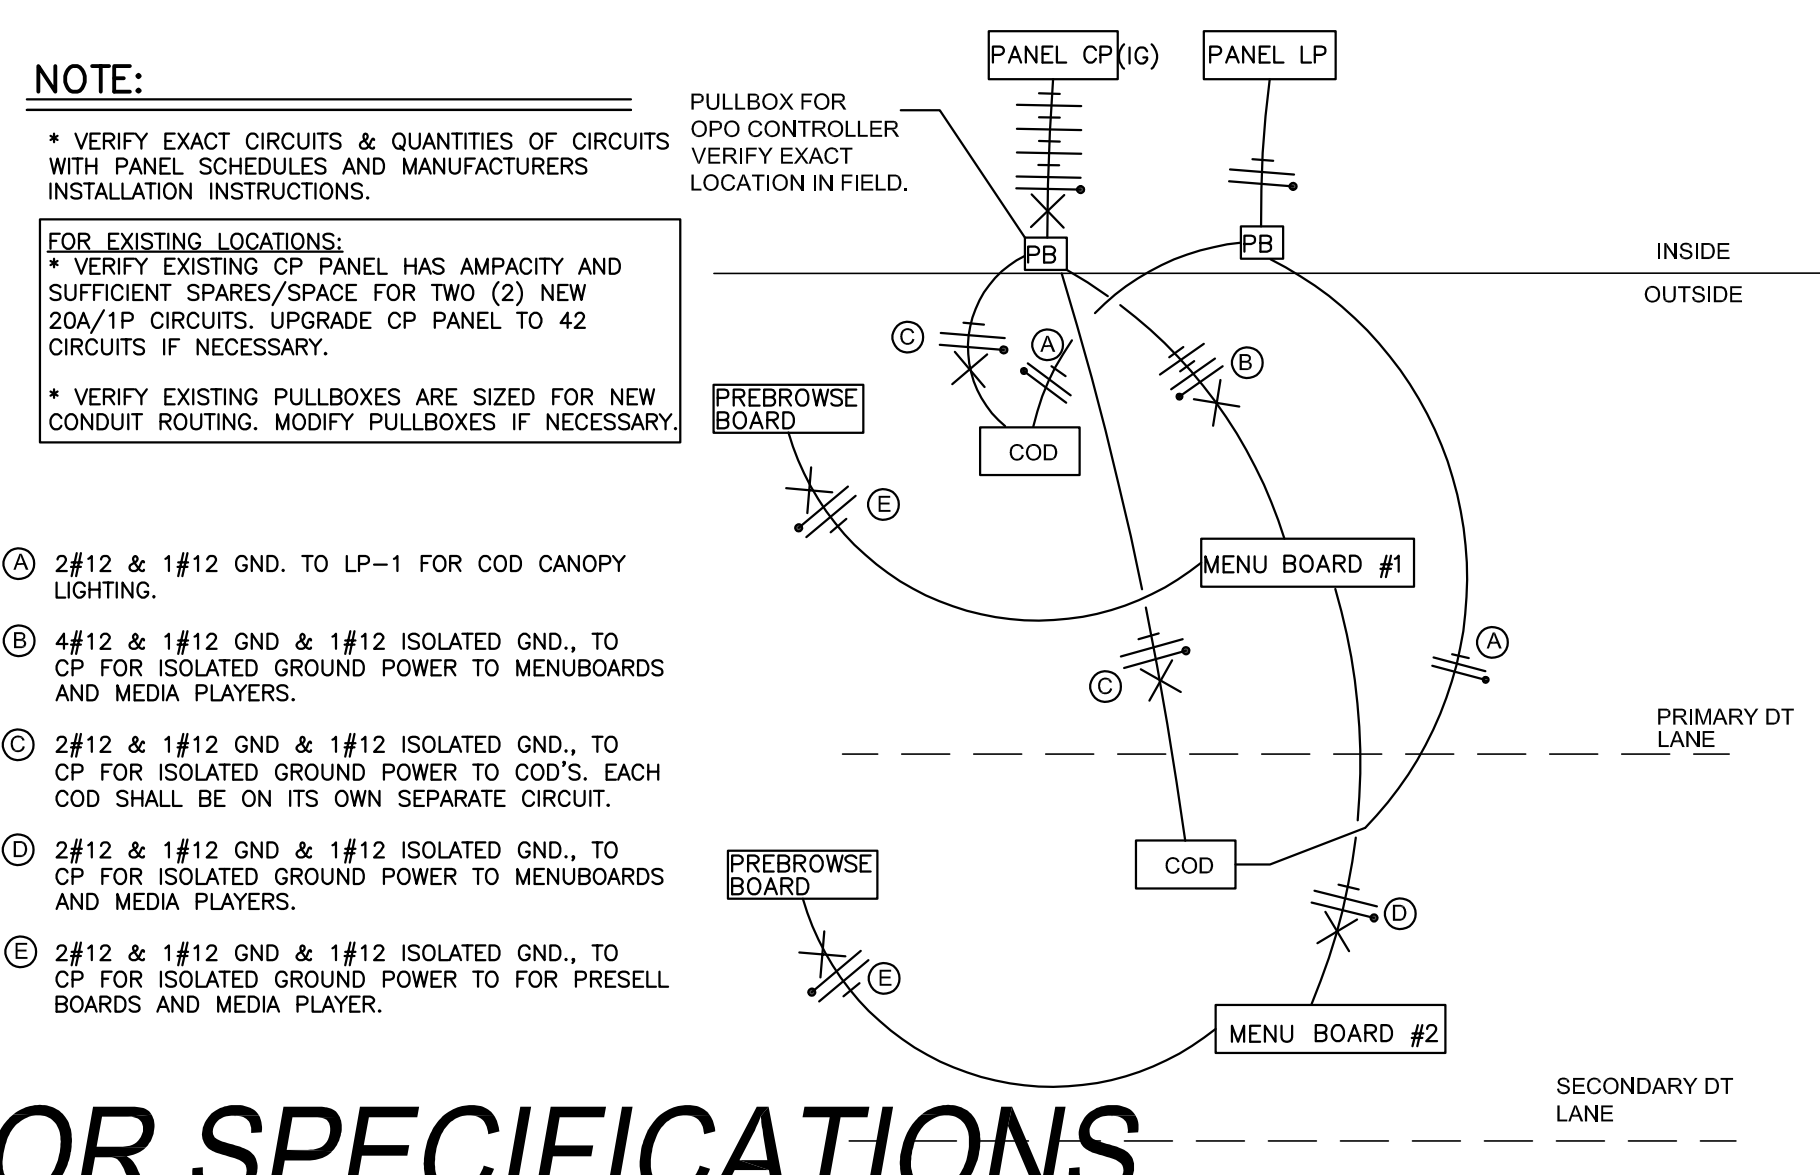 NOTE:
* VERIFY EXACT CIRCUITS & QUANTITIES OF CIRCUITS
WITH PANEL SCHEDULES AND MANUFACTURERS
INSTALLATION INSTRUCTIONS.
FOR EXISTING LOCATIONS:
* VERIFY EXISTING CP PANEL HAS AMPACITY AND
SUFFICIENT SPARES/SPACE FOR TWO (2) NEW
20A/1P CIRCUITS. UPGRADE CP PANEL TO 42
CIRCUITS IF NECESSARY.
* VERIFY EXISTING PULLBOXES ARE SIZED FOR NEW
CONDUIT ROUTING. MODIFY PULLBOXES IF NECESSARY.
A 2#12 & 1#12 GND. TO LP-1 FOR COD CANOPY
LIGHTING.
B 4#12 & 1#12 GND & 1#12 ISOLATED GND., TO
CP FOR ISOLATED GROUND POWER TO MENUBOARDS
AND MEDIA PLAYERS.
C 2#12 & 1#12 GND & 1#12 ISOLATED GND., TO
CP FOR ISOLATED GROUND POWER TO COD'S. EACH
COD SHALL BE ON ITS OWN SEPARATE CIRCUIT.
D 2#12 & 1#12 GND & 1#12 ISOLATED GND., TO
CP FOR ISOLATED GROUND POWER TO MENUBOARDS
AND MEDIA PLAYERS.
E 2#12 & 1#12 GND & 1#12 ISOLATED GND., TO
CP FOR ISOLATED GROUND POWER TO FOR PRESELL
BOARDS AND MEDIA PLAYER.
PANEL CP(IG)
PANEL LP
PULLBOX FOR
OPO CONTROLLER
VERIFY EXACT
LOCATION IN FIELD.
PB
PB
INSIDE
OUTSIDE
C
A
B
PREBROWSE
BOARD
COD
E
MENU BOARD #1
A
C
PRIMARY DT
LANE
PREBROWSE
BOARD
COD
D
E
MENU BOARD #2
SECONDARY DT
LANE
OR SPECIFICATIONS